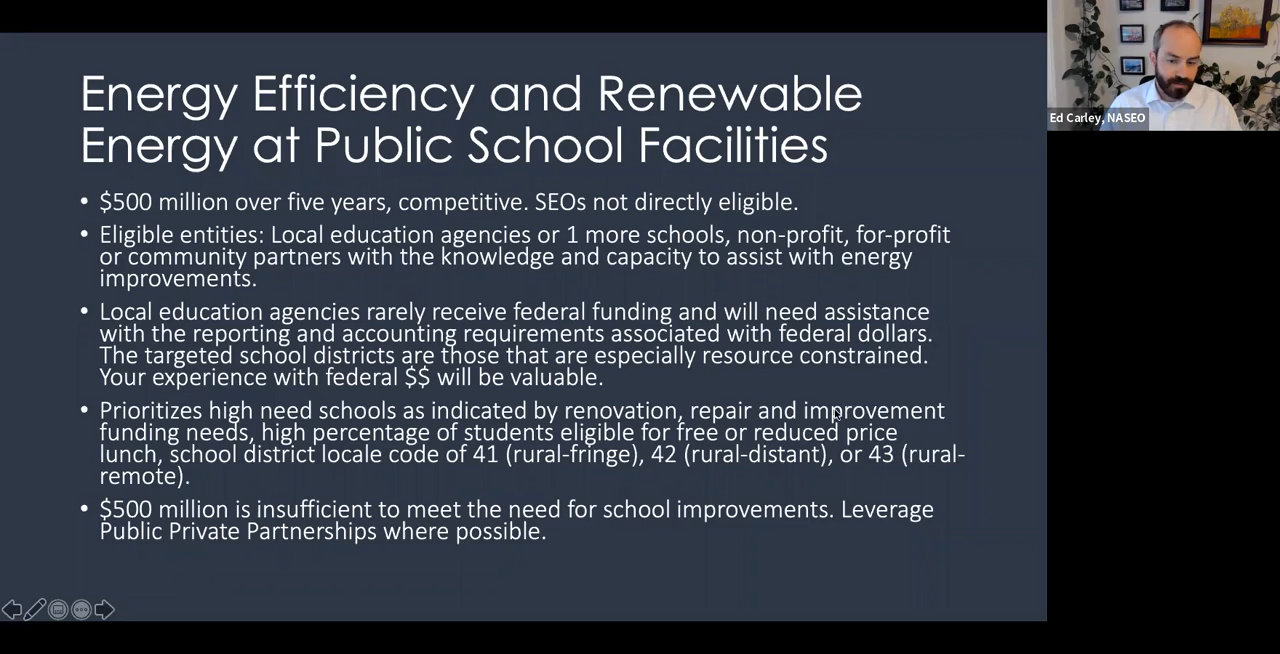 Energy Efficiency and Renewable
Energy at Public School Facilities
• $500 million over five years, competitive. SEOs not directly eligible.
• Eligible entities: Local education agencies or 1 more schools, non-profit, for-profit
or community partners with the knowledge and capacity to assist with energy
improvements.
• Local education agencies rarely receive federal funding and will need assistance
with the reporting and accounting requirements associated with federal dollars.
The targeted school districts are those that are especially resource constrained.
Your experience with federal $$ will be valuable.
• Prioritizes high need schools as indicated by renovation, repair and improvement
funding needs, high percentage of students eligible for free or reduced price
lunch, school district locale code of 41 (rural-fringe), 42 (rural-distant), or 43 (rural-
remote).
• $500 million is insufficient to meet the need for school improvements. Leverage
Public Private Partnerships where possible.
Ed Carley, NASEO